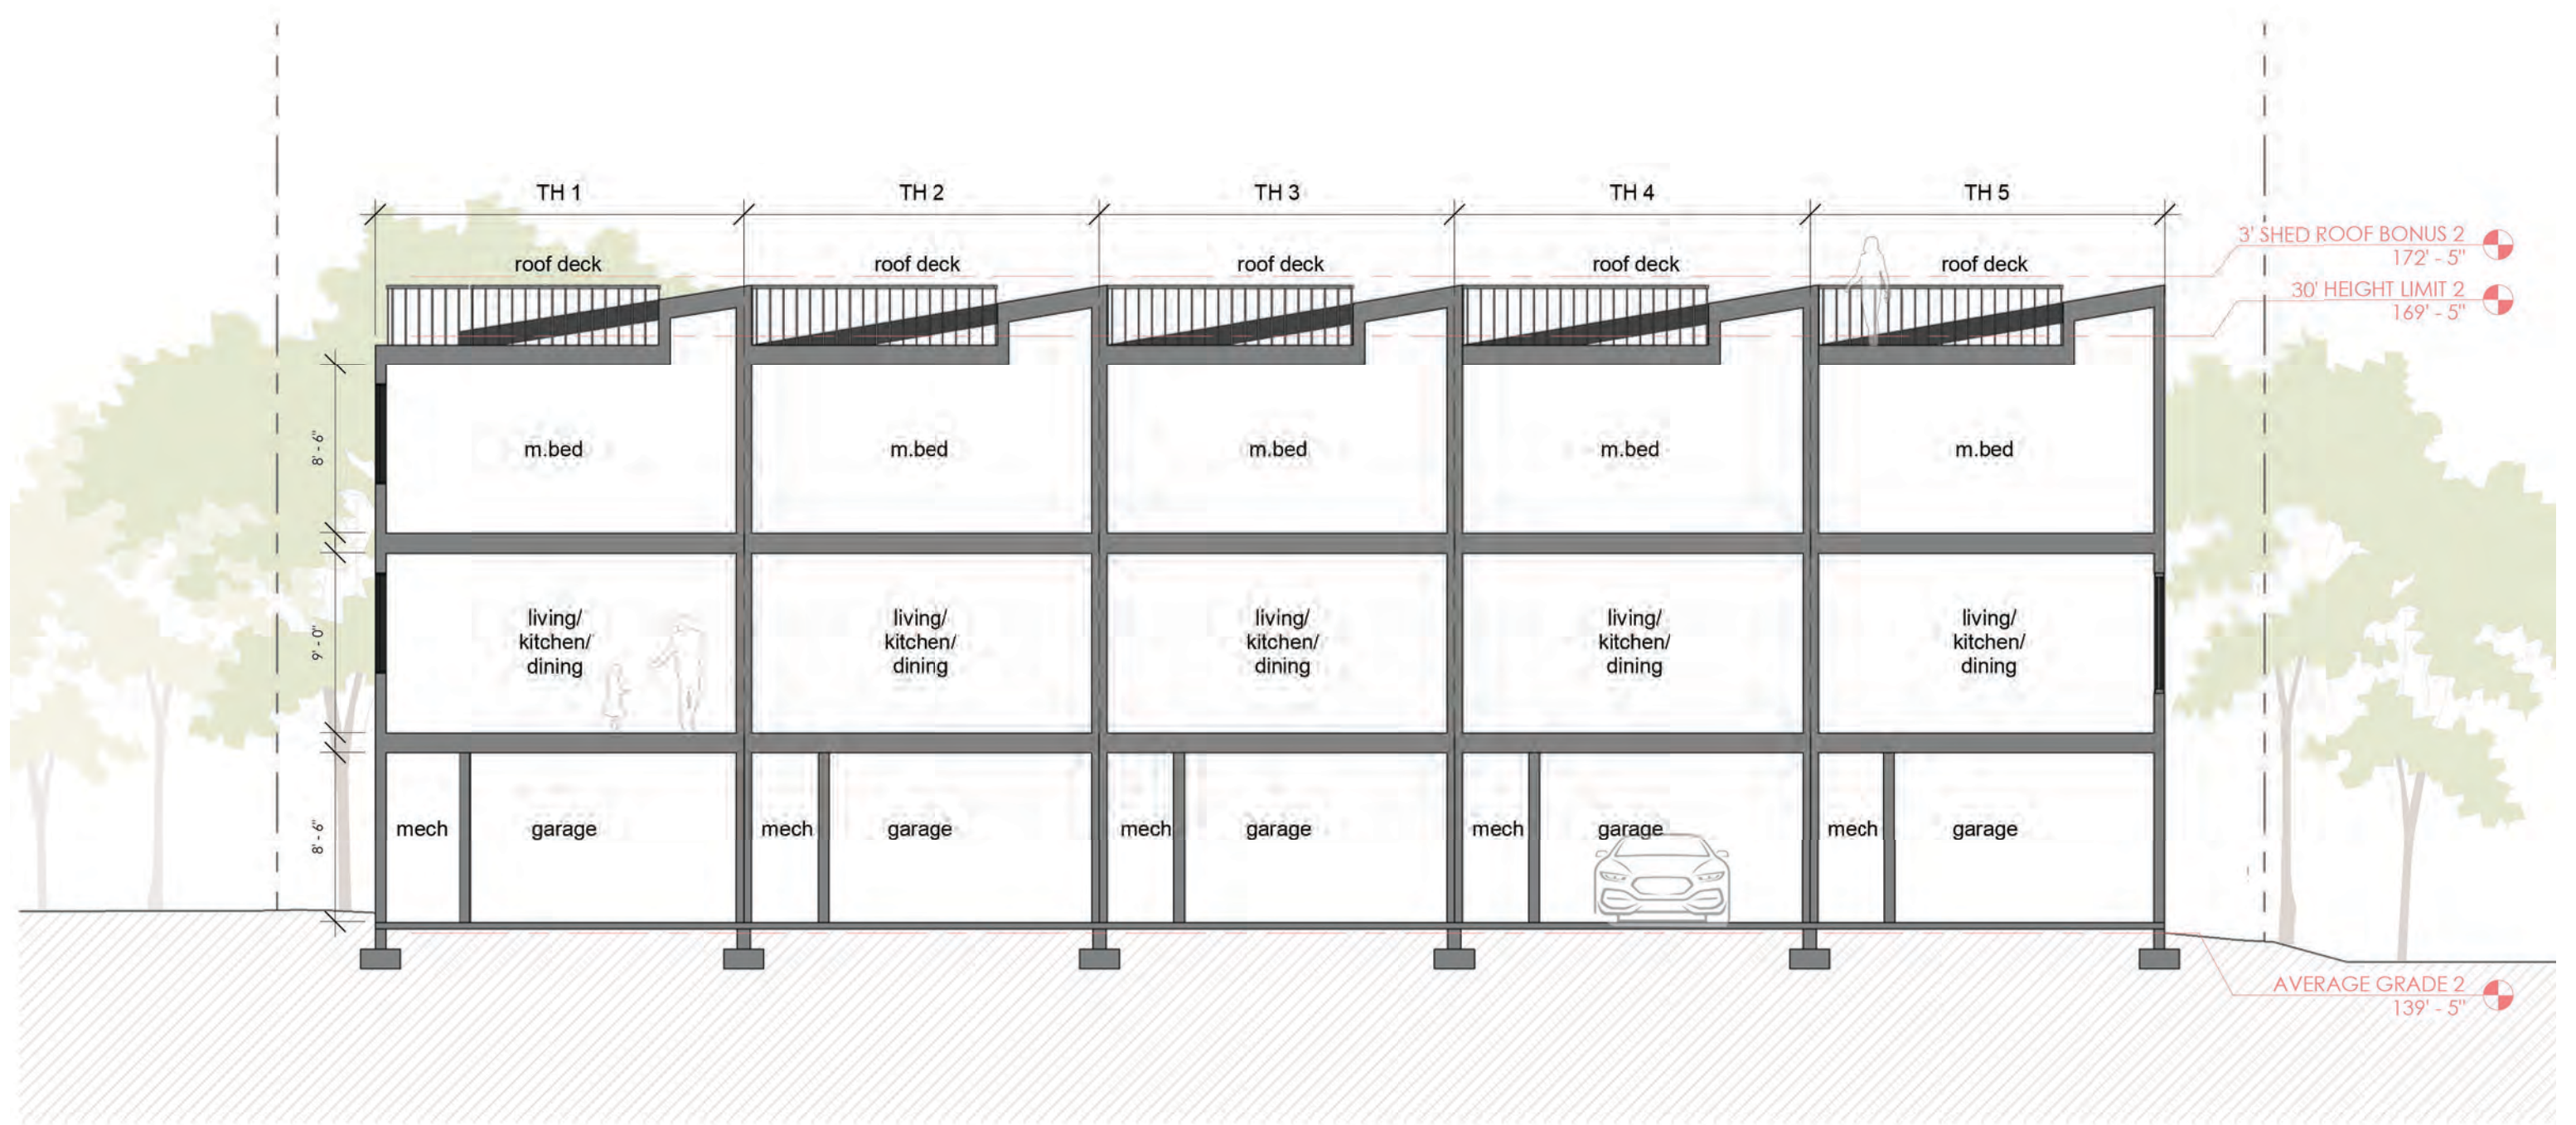 TH 1
TH 2
TH 3
TH 4
TH 5
3' SHED ROOF BONUS 2
172' - 5"
roof deck
roof deck
roof deck
roof deck
roof deck
30' HEIGHT LIMIT 2
169' - 5"
8' - 6"
m.bed
m.bed
m.bed
m.bed
m.bed
9' - 0"
living/
kitchen/
dining
living/
kitchen/
dining
living/
kitchen/
dining
living/
kitchen/
dining
living/
kitchen/
dining
8' - 6"
mech
garage
mech
garage
mech
garage
mech
garage
mech
garage
AVERAGE GRADE 2
139' - 5"